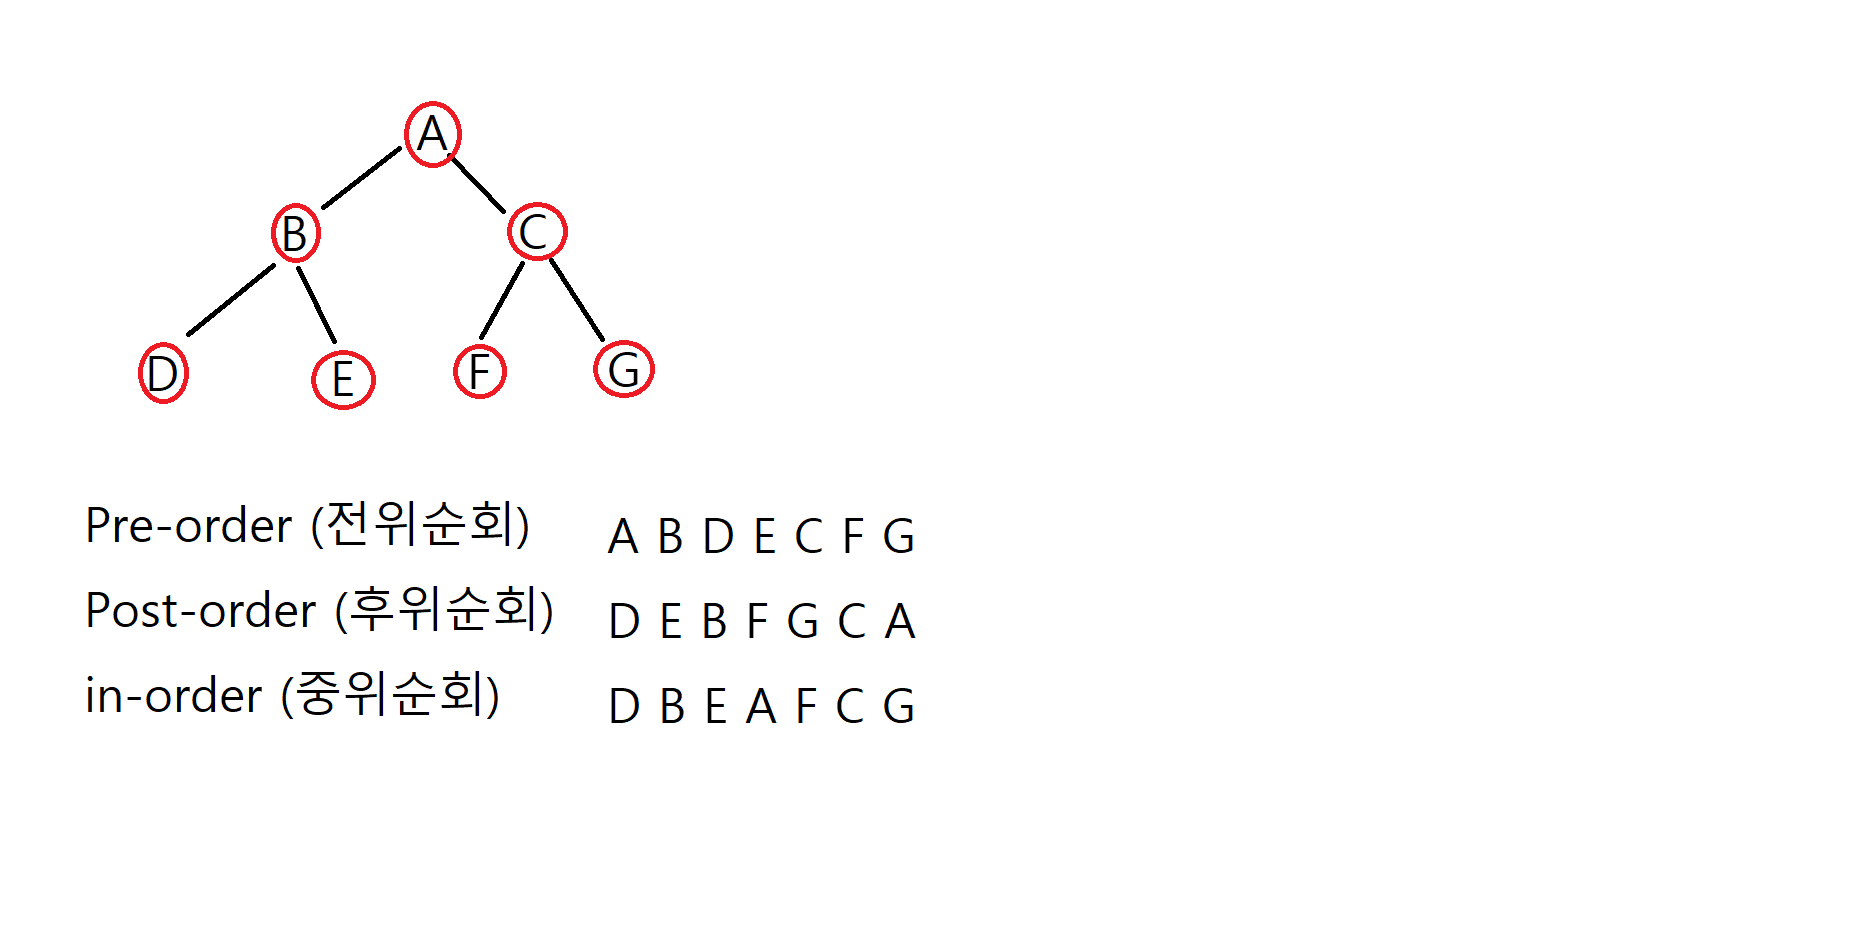 A
B C
D E F G
Pre-order (전위순회) A B D E C F G
Post-order (후위순회) D E B F G C A
in-order (중위순회) D B E A F C G